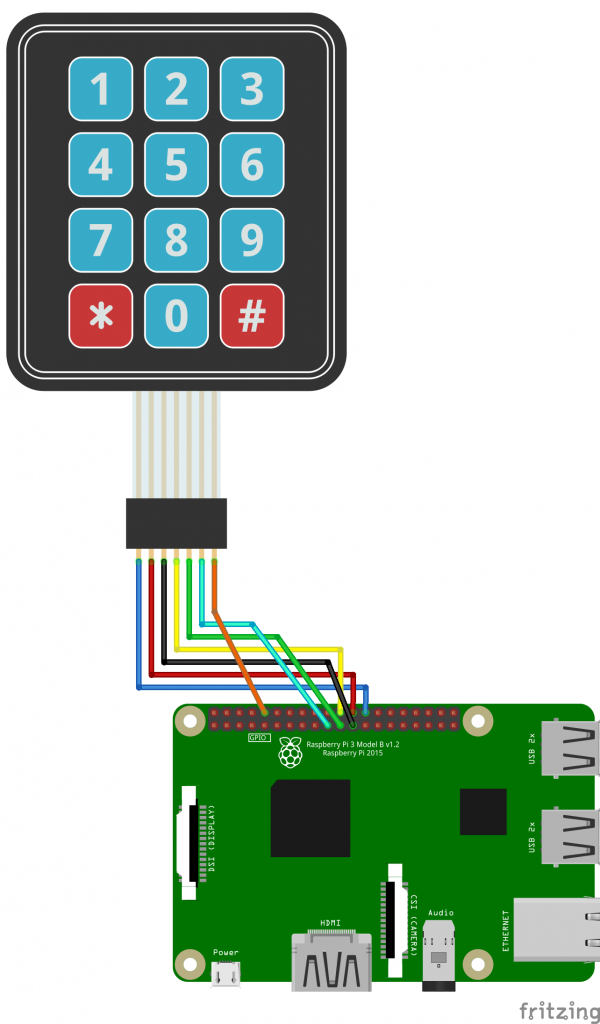 1 2 3
4 5 6
7 8 9
* 0 #
GPIO
Raspberry Pi 3 Model B v1.2
Raspberry Pi 2015
USB 2x
DSI (DISPLAY)
USB 2x
CSI (CAMERA)
Audio
ETHERNET
HDMI
Power
fritzing